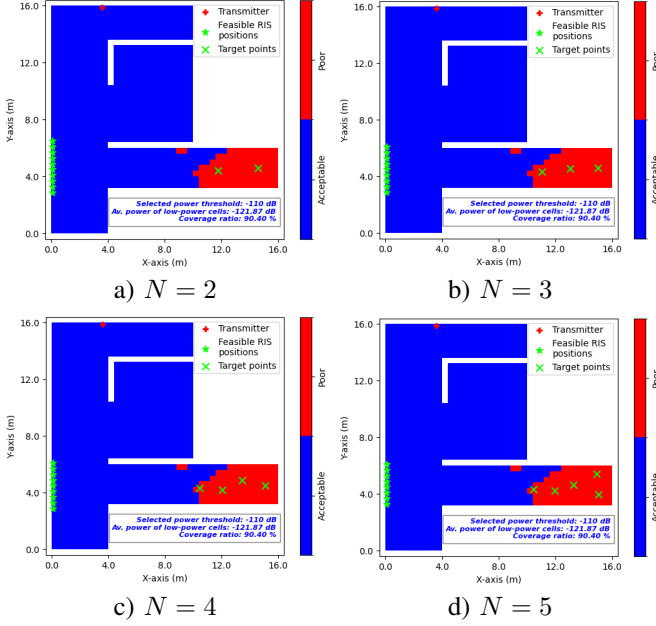 16.0
12.0
8.0
4.0
0.0
Y-axis (m)
Transmitter
Feasible RIS
positions
Target points
Selected power threshold: -110 dB
Av. power of low-power cells: -121.87 dB
Coverage ratio: 90.40 %
0.0 4.0 8.0 12.0 16.0
X-axis (m)
Poor
Acceptable
a) N = 2
16.0
12.0
8.0
4.0
0.0
Y-axis (m)
Transmitter
Feasible RIS
positions
Target points
Selected power threshold: -110 dB
Av. power of low-power cells: -121.87 dB
Coverage ratio: 90.40 %
0.0 4.0 8.0 12.0 16.0
X-axis (m)
Poor
Acceptable
b) N = 3
16.0
12.0
8.0
4.0
0.0
Y-axis (m)
Transmitter
Feasible RIS
positions
Target points
Selected power threshold: -110 dB
Av. power of low-power cells: -121.87 dB
Coverage ratio: 90.40 %
0.0 4.0 8.0 12.0 16.0
X-axis (m)
Poor
Acceptable
c) N = 4
16.0
12.0
8.0
4.0
0.0
Y-axis (m)
Transmitter
Feasible RIS
positions
Target points
Selected power threshold: -110 dB
Av. power of low-power cells: -121.87 dB
Coverage ratio: 90.40 %
0.0 4.0 8.0 12.0 16.0
X-axis (m)
Poor
Acceptable
d) N = 5